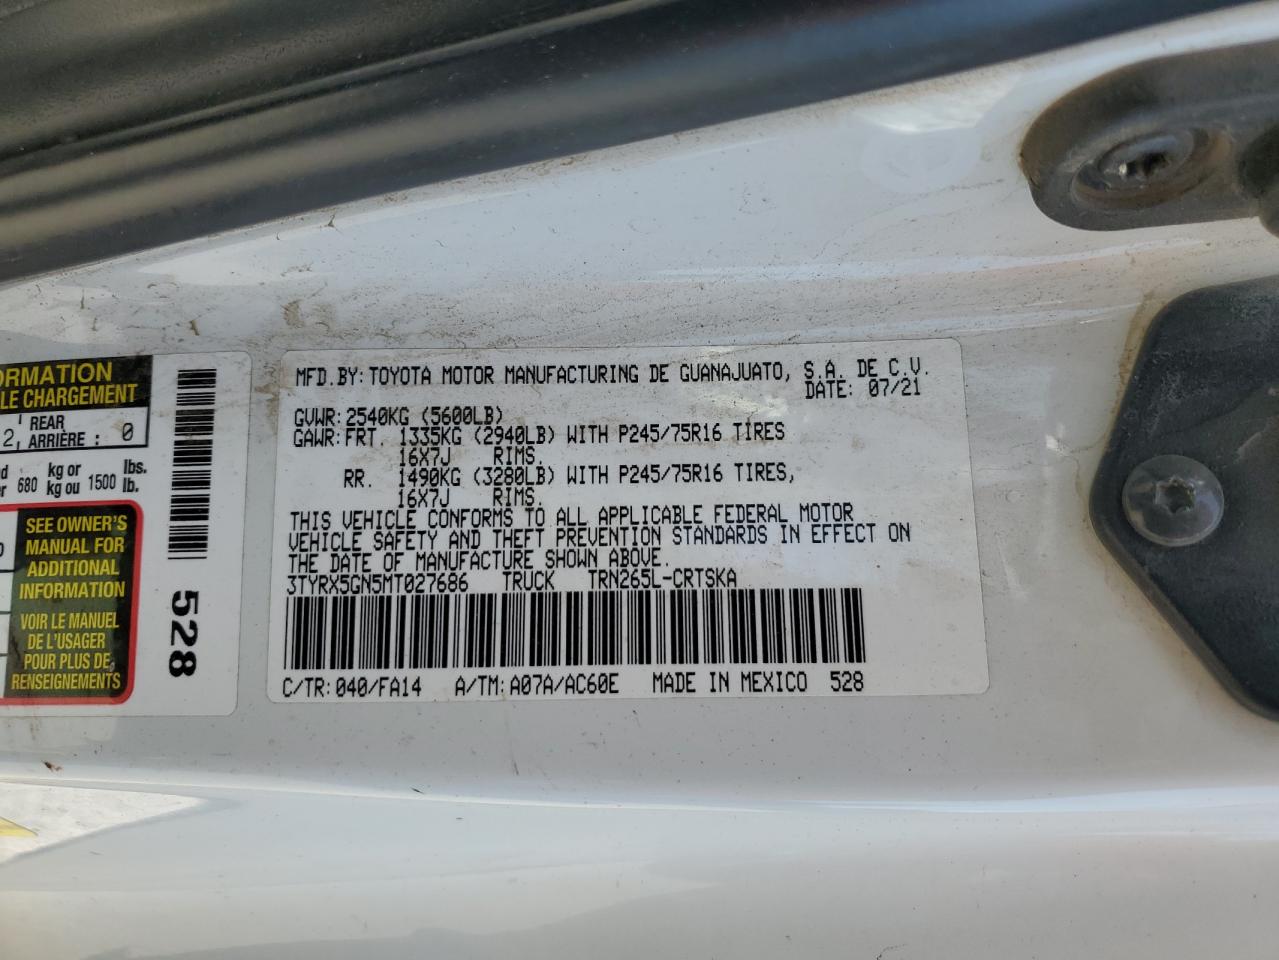 ORMATION
LE CHARGEMENT
2, REAR
ARRIÈRE : 0
680 kg or
kg ou 1500 lbs.
lb.
SEE OWNER'S
MANUAL FOR
ADDITIONAL
INFORMATION
VOIR LE MANUEL
DE L'USAGER
POUR PLUS DE
RENSEIGNEMENTS
528
MFD.BY: TOYOTA MOTOR MANUFACTURING DE GUANAJUATO, S.A. DE C.V.
DATE: 07/21
GVWR: 2540KG (5600LB)
GAWR: FRT. 1335KG (2940LB) WITH P245/75R16 TIRES
16X7J RIMS.
RR. 1490KG (3280LB) WITH P245/75R16 TIRES,
16X7J RIMS.
THIS VEHICLE CONFORMS TO ALL APPLICABLE FEDERAL MOTOR
VEHICLE SAFETY AND THEFT PREVENTION STANDARDS IN EFFECT ON
THE DATE OF MANUFACTURE SHOWN ABOVE.
3TYRX5GN5MT027686 TRUCK TRN265L-CRTSKA
C/TR: 040/FA14 A/TM: A07A/AC60E MADE IN MEXICO 528